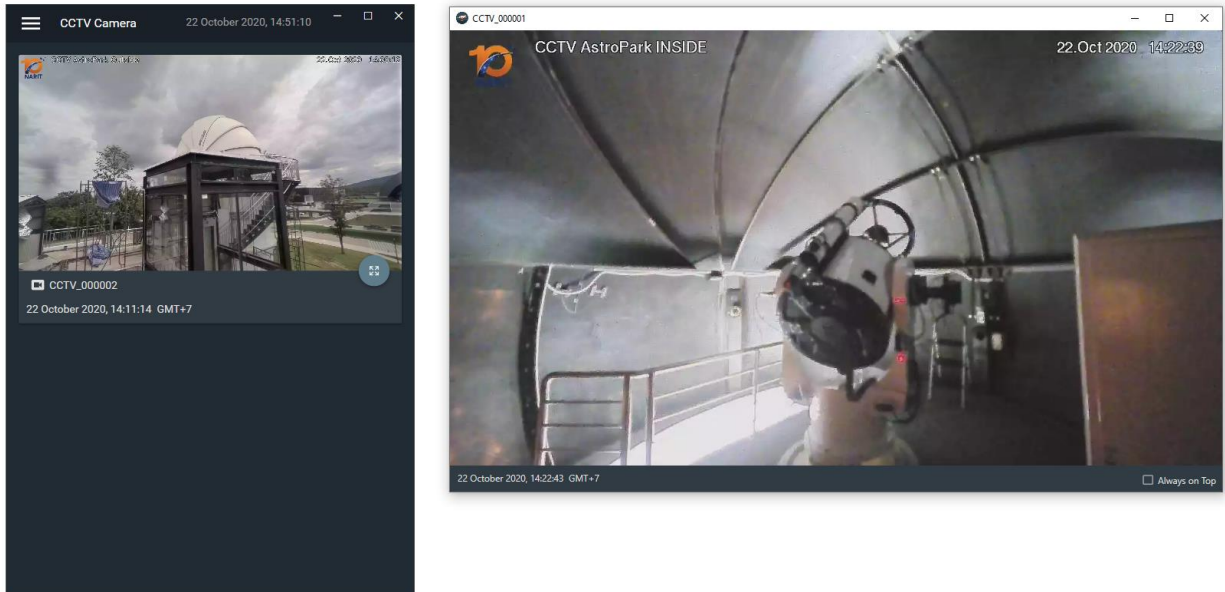 CCTV Camera
22 October 2020, 14:51:10
NARIT
CCTV_000002
22 October 2020, 14:11:14 GMT+7
CCTV_000001
CCTV AstroPark INSIDE
22.Oct 2020 14:22:39
10
22 October 2020, 14:22:43 GMT+7
Always on Top